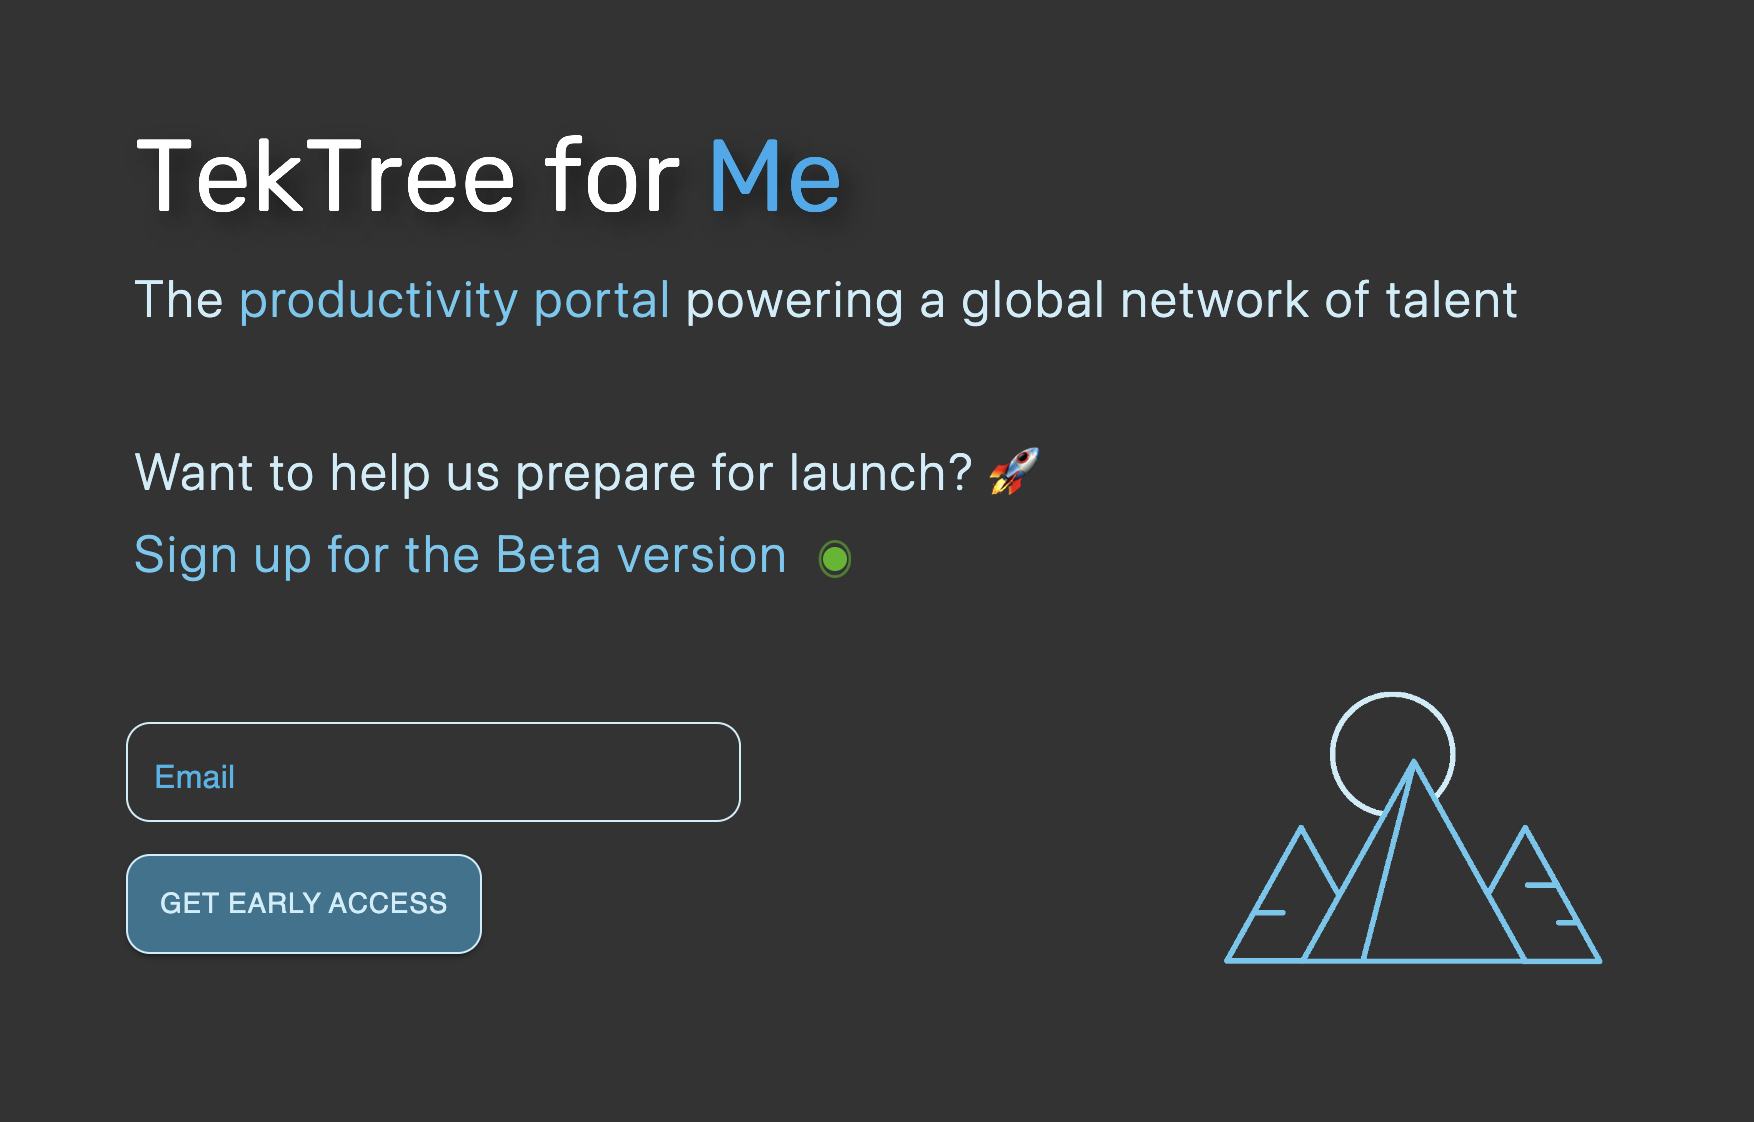 TekTree for Me
The productivity portal powering a global network of talent
Want to help us prepare for launch? 🚀
Sign up for the Beta version
Email
GET EARLY ACCESS